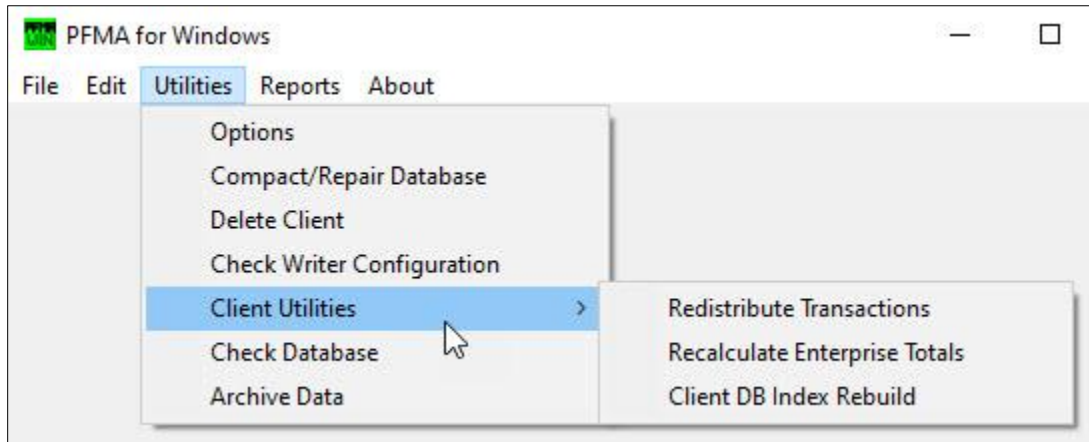 PFMA for Windows
File Edit Utilities Reports About
Options
Compact/Repair Database
Delete Client
Check Writer Configuration
Client Utilities
Check Database
Archive Data
Redistribute Transactions
Recalculate Enterprise Totals
Client DB Index Rebuild